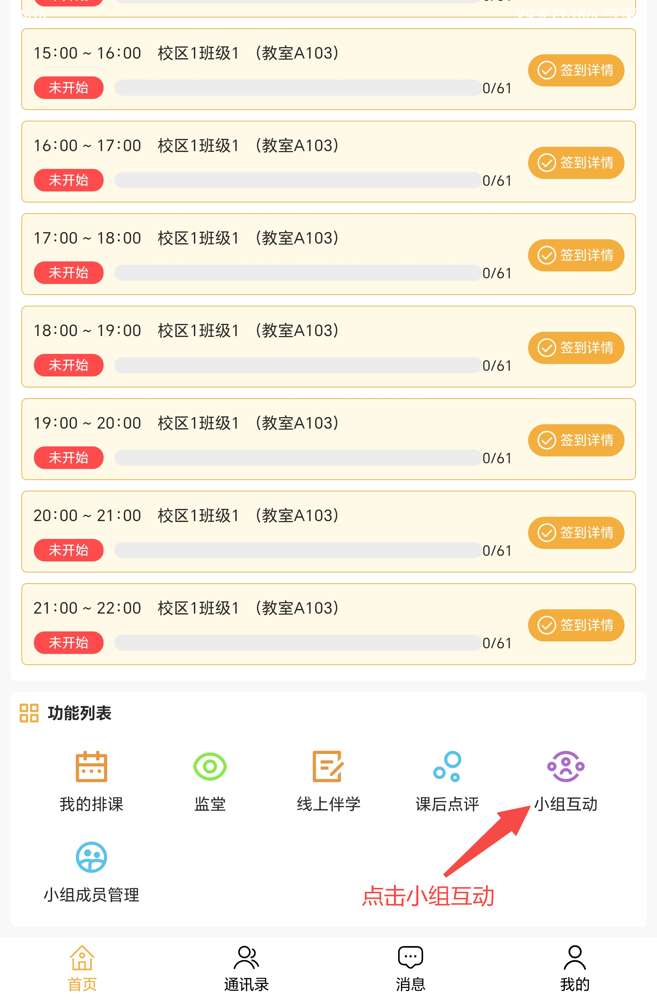 15:00 ~ 16:00 校区1班级1 （教室A103）
签到详情
未开始 0/61
16:00 ~ 17:00 校区1班级1 （教室A103）
签到详情
未开始 0/61
17:00 ~ 18:00 校区1班级1 （教室A103）
签到详情
未开始 0/61
18:00 ~ 19:00 校区1班级1 （教室A103）
签到详情
未开始 0/61
19:00 ~ 20:00 校区1班级1 （教室A103）
签到详情
未开始 0/61
20:00 ~ 21:00 校区1班级1 （教室A103）
签到详情
未开始 0/61
21:00 ~ 22:00 校区1班级1 （教室A103）
签到详情
未开始 0/61
功能列表
我的排课 监堂 线上伴学 课后点评 小组互动
小组成员管理
点击小组互动
首页 通讯录 消息 我的